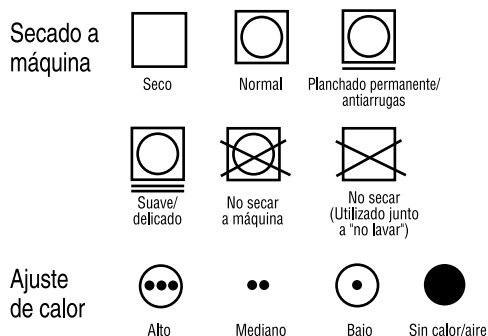 Secado a
máquina
Seco
Normal
Planchado permanente/
antiarrugas
Suave/
delicado
No secar
a máquina
No secar
(Utilizado junto
a "no lavar")
Ajuste
de calor
Alto
Mediano
Bajo
Sin calor/aire